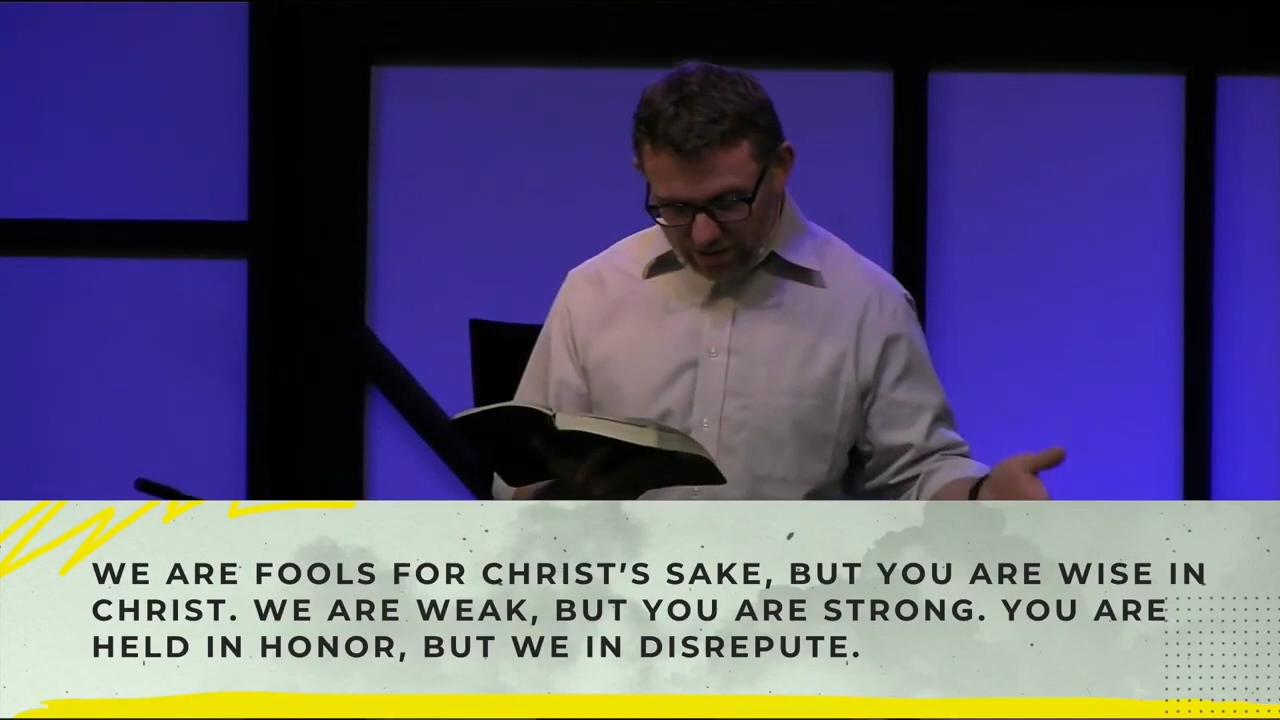 WE ARE FOOLS FOR CHRIST’S SAKE, BUT YOU ARE WISE IN
CHRIST. WE ARE WEAK, BUT YOU ARE STRONG. YOU ARE
HELD IN HONOR, BUT WE IN DISREPUTE.